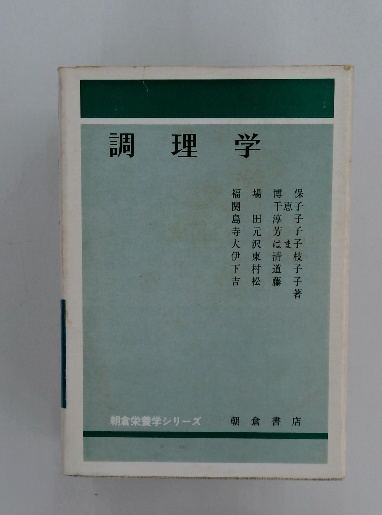 調理学
福場博保
関千恵子
島田淳子
寺元芳子
大沢はま子
伊東清枝
下村道子
吉松藤子
著
朝倉栄養学シリーズ 朝倉書店